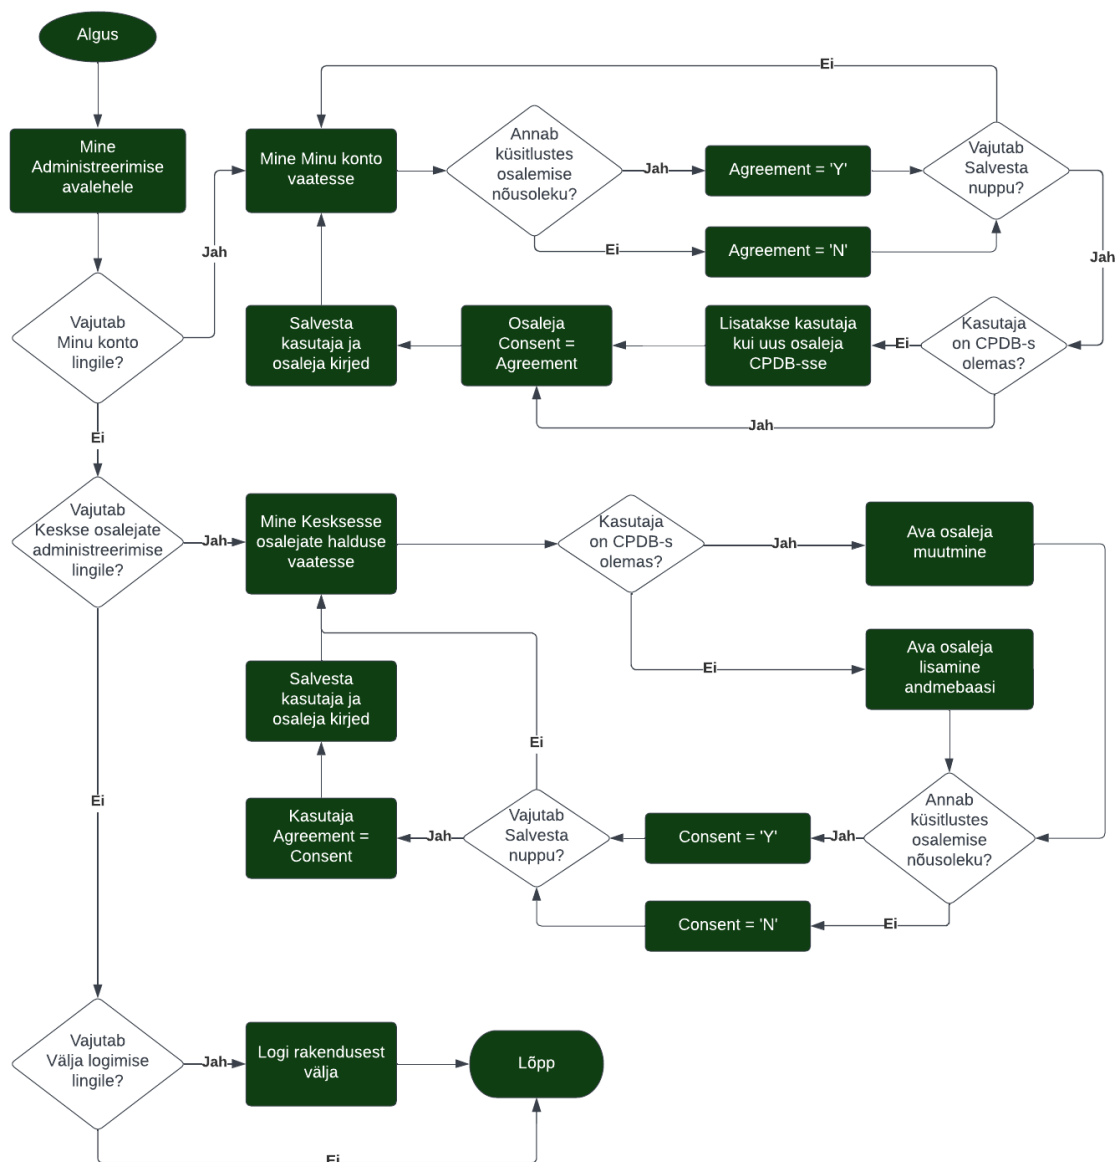 Algus
Ei
Mine
Administreerimise
avalehele
Mine Minu konto
vaatesse
Annab
küsitlustes
osalemise
nõusoleku?
Jah
Agreement = 'Y'
Vajutab
Salvesta
nuppu?
Jah
Ei
Agreement = 'N'
Jah
Vajutab
Minu konto
lingile?
Salvesta
kasutaja ja
osaleja kirjed
Osaleja
Consent =
Agreement
Lisatakse kasutaja
kui uus osaleja
CPDB-sse
Ei
Kasutaja
on CPDB-s
olemas?
Jah
Ei
Vajutab
Keskse osalejate
administreerimise
lingile?
Jah
Mine Kesksesse
osalejate halduse
vaatesse
Kasutaja
on CPDB-s
olemas?
Jah
Ava osaleja
muutmine
Ei
Ava osaleja
lisamine
andmebaasi
Salvesta
kasutaja ja
osaleja kirjed
Ei
Ei
Kasutaja
Agreement =
Consent
Jah
Vajutab
Salvesta
nuppu?
Consent = 'Y'
Jah
Annab
küsitlustes
osalemise
nõusoleku?
Consent = 'N'
Ei
Vajutab
Välja logimise
lingile?
Jah
Logi rakendusest
välja
Lõpp
Ei